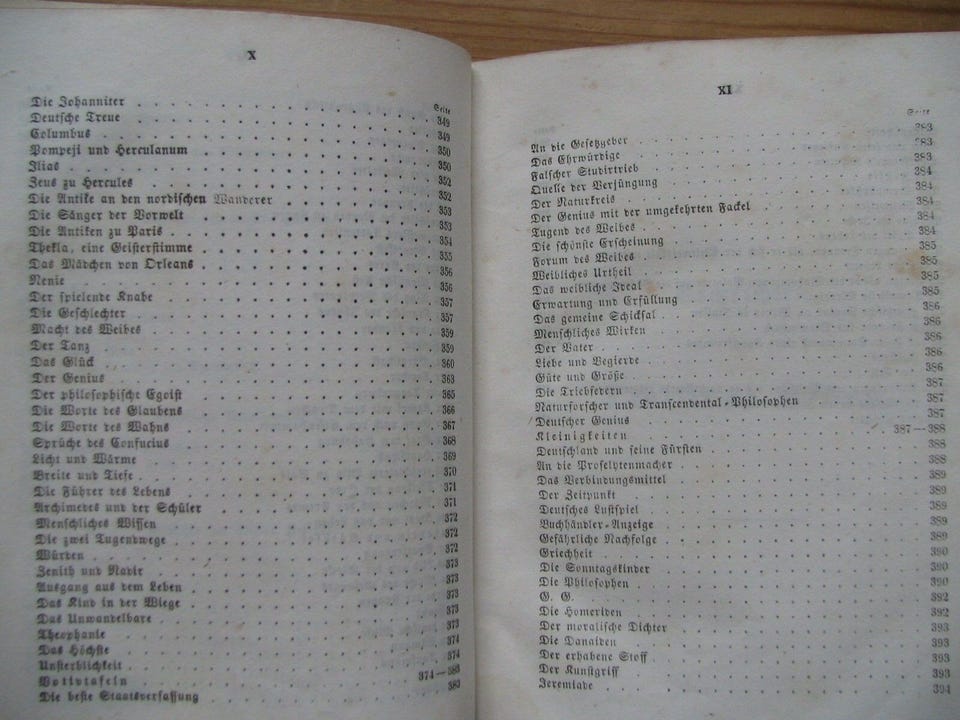 X
Seite
Die Johanniter . . . . . . . . . . 349
Deutsche Treue . . . . . . . . . . 349
Columbus . . . . . . . . . . 350
Pompeji und Herculanum . . . . . . . . . . 350
Ilias . . . . . . . . . . 352
Zeus zu Hercules . . . . . . . . . . 352
Die Antike an den nordischen Wanderer . . . . . . . . . . 353
Die Sänger der Vorwelt . . . . . . . . . . 353
Die Antiken zu Paris . . . . . . . . . . 354
Thekla, eine Geisterstimme . . . . . . . . . . 355
Das Mädchen von Orleans . . . . . . . . . . 356
Nenie . . . . . . . . . . 356
Der spielende Knabe . . . . . . . . . . 357
Die Geschlechter . . . . . . . . . . 357
Macht des Weibes . . . . . . . . . . 359
Der Tanz . . . . . . . . . . 359
Das Glück . . . . . . . . . . 360
Der Genius . . . . . . . . . . 363
Der philosophische Egoist . . . . . . . . . . 365
Die Worte des Glaubens . . . . . . . . . . 366
Die Worte des Wahns . . . . . . . . . . 367
Sprüche des Confucius . . . . . . . . . . 368
Licht und Wärme . . . . . . . . . . 369
Breite und Tiefe . . . . . . . . . . 370
Die Führer des Lebens . . . . . . . . . . 371
Archimedes und der Schüler . . . . . . . . . . 371
Menschliches Wissen . . . . . . . . . . 372
Die zwei Tugendwege . . . . . . . . . . 372
Würden . . . . . . . . . . 372
Zenith und Nadir . . . . . . . . . . 373
Ausgang aus dem Leben . . . . . . . . . . 373
Das Kind in der Wiege . . . . . . . . . . 373
Das Unwandelbare . . . . . . . . . . 373
Theophanie . . . . . . . . . . 373
Das Höchste . . . . . . . . . . 374
Unsterblichkeit . . . . . . . . . . 374
Votivtafeln . . . . . . . . . . 374—383
Die beste Staatsverfassung . . . . . . . . . . 383
XI
Seite
An die Gesetzgeber . . . . . . . . . . 383
Das Ehrwürdige . . . . . . . . . . 383
Falscher Studirtrieb . . . . . . . . . . 383
Quelle der Verjüngung . . . . . . . . . . 384
Der Naturkreis . . . . . . . . . . 384
Der Genius mit der umgekehrten Fackel . . . . . . . . . . 384
Tugend des Weibes . . . . . . . . . . 384
Die schönste Erscheinung . . . . . . . . . . 384
Forum des Weibes . . . . . . . . . . 385
Weibliches Urtheil . . . . . . . . . . 385
Das weibliche Ideal . . . . . . . . . . 385
Erwartung und Erfüllung . . . . . . . . . . 385
Das gemeine Schicksal . . . . . . . . . . 386
Menschliches Wirken . . . . . . . . . . 386
Der Vater . . . . . . . . . . 386
Liebe und Begierde . . . . . . . . . . 386
Güte und Größe . . . . . . . . . . 386
Die Triebfedern . . . . . . . . . . 387
Naturforscher und Transcendental-Philosophen . . . . . . . . . . 387
Deutscher Genius . . . . . . . . . . 387
Kleinigkeiten . . . . . . . . . . 387—388
Deutschland und seine Fürsten . . . . . . . . . . 388
An die Proselytenmacher . . . . . . . . . . 388
Das Verbindungsmittel . . . . . . . . . . 389
Der Zeitpunkt . . . . . . . . . . 389
Deutsches Lustspiel . . . . . . . . . . 389
Buchhändler-Anzeige . . . . . . . . . . 389
Gefährliche Nachfolge . . . . . . . . . . 389
Griechheit . . . . . . . . . . 390
Die Sonntagskinder . . . . . . . . . . 390
Die Philosophen . . . . . . . . . . 390
G. G. . . . . . . . . . . 392
Die Homeriden . . . . . . . . . . 392
Der moralische Dichter . . . . . . . . . . 393
Die Danaiden . . . . . . . . . . 393
Der erhabene Stoff . . . . . . . . . . 393
Der Kunstgriff . . . . . . . . . . 393
Jeremiade . . . . . . . . . . 394